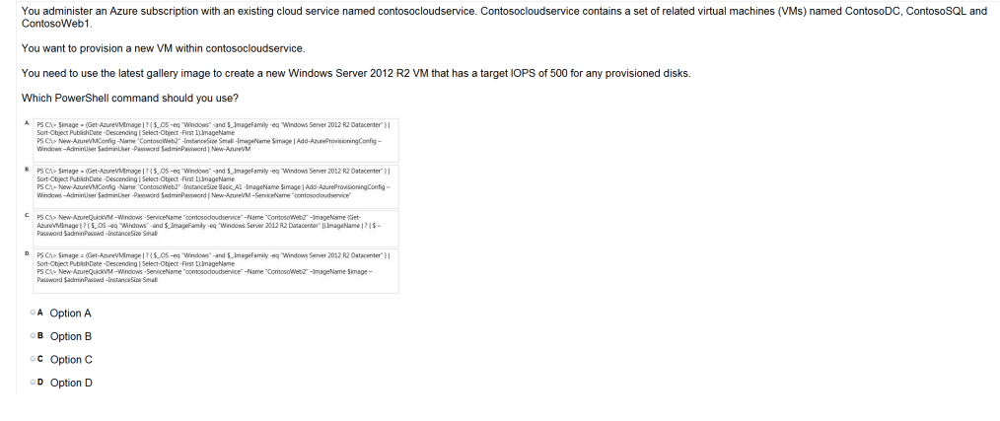 You administer an Azure subscription with an existing cloud service named contosocloudservice. Contosocloudservice contains a set of related virtual machines (VMs) named ContosoDC, ContosoSQL and
ContosoWeb1.
You want to provision a new VM within contosocloudservice.
You need to use the latest gallery image to create a new Windows Server 2012 R2 VM that has a target IOPS of 500 for any provisioned disks.
Which PowerShell command should you use?
A. PS C:\> $image = (Get-AzureVMImage | ? { $_.OS -eq "Windows" -and $_.ImageFamily -eq "Windows Server 2012 R2 Datacenter" } |
Sort-Object PublishDate -Descending | Select-Object -First 1).ImageName
PS C:\> New-AzureVMConfig -Name "ContosoWeb2" -InstanceSize Small -ImageName $image | Add-AzureProvisioningConfig –
Windows –AdminUser $adminUser -Password $adminPassword | New-AzureVM
B. PS C:\> $image = (Get-AzureVMImage | ? { $_.OS -eq "Windows" -and $_.ImageFamily -eq "Windows Server 2012 R2 Datacenter" } |
Sort-Object PublishDate -Descending | Select-Object -First 1).ImageName
PS C:\> New-AzureVMConfig -Name "ContosoWeb2" -InstanceSize Basic_A1 -ImageName $image | Add-AzureProvisioningConfig –
Windows –AdminUser $adminUser -Password $adminPassword | New-AzureVM –ServiceName "contosocloudservice"
C. PS C:\> New-AzureQuickVM –Windows -ServiceName "contosocloudservice" –Name "ContosoWeb2" –ImageName (Get-
AzureVMImage | ? { $_.OS –eq "Windows" -and $_.ImageFamily -eq "Windows Server 2012 R2 Datacenter" }).ImageName | ? { $ –
Password $adminPasswd –InstanceSize Small
D. PS C:\> $image = (Get-AzureVMImage | ? { $_.OS -eq "Windows" -and $_.ImageFamily -eq "Windows Server 2012 R2 Datacenter" } |
Sort-Object PublishDate -Descending | Select-Object -First 1).ImageName
PS C:\> New-AzureQuickVM –Windows -ServiceName "contosocloudservice" –Name "ContosoWeb2" –ImageName $image –
Password $adminPasswd –InstanceSize Small
A Option A
B Option B
C Option C
D Option D